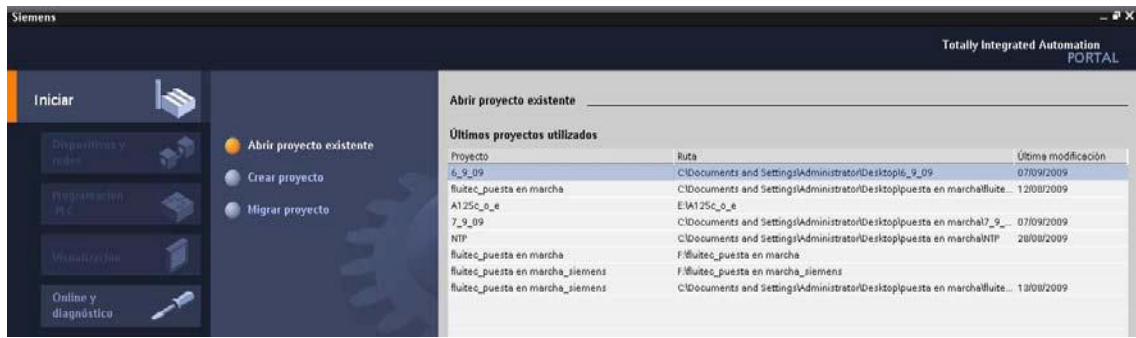 Siemens
Totally Integrated Automation
PORTAL
Iniciar
Dispositivos y
redes
Programación
PLC
Visualización
Online y
diagnóstico
Abrir proyecto existente
Crear proyecto
Migrar proyecto
Abrir proyecto existente
Últimos proyectos utilizados
Proyecto Ruta Última modificación
6_9_09 C:\Documents and Settings\Administrator\Desktop\6_9_09 07/09/2009
fluitec_puesta en marcha C:\Documents and Settings\Administrator\Desktop\puesta en marcha\fluite... 12/08/2009
A125c_o_e E:\A125c_o_e
7_9_09 C:\Documents and Settings\Administrator\Desktop\puesta en marcha\7_9_... 07/09/2009
NTP C:\Documents and Settings\Administrator\Desktop\puesta en marcha\NTP 28/08/2009
fluitec_puesta en marcha F:\fluitec_puesta en marcha
fluitec_puesta en marcha_siemens F:\fluitec_puesta en marcha_siemens
fluitec_puesta en marcha_siemens C:\Documents and Settings\Administrator\Desktop\puesta en marcha\fluite... 13/08/2009